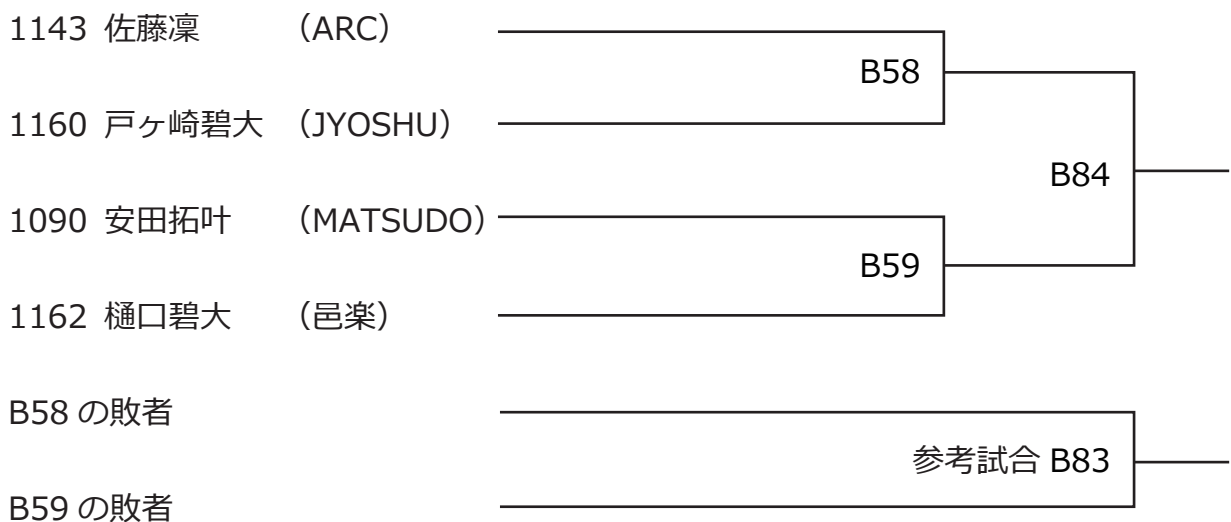 1143 佐藤凜 （ARC）
B58
1160 戸ヶ崎碧大 （JYOSHU）
B84
1090 安田拓叶 （MATSUDO）
B59
1162 樋口碧大 （邑楽）
B58 の敗者
参考試合 B83
B59 の敗者